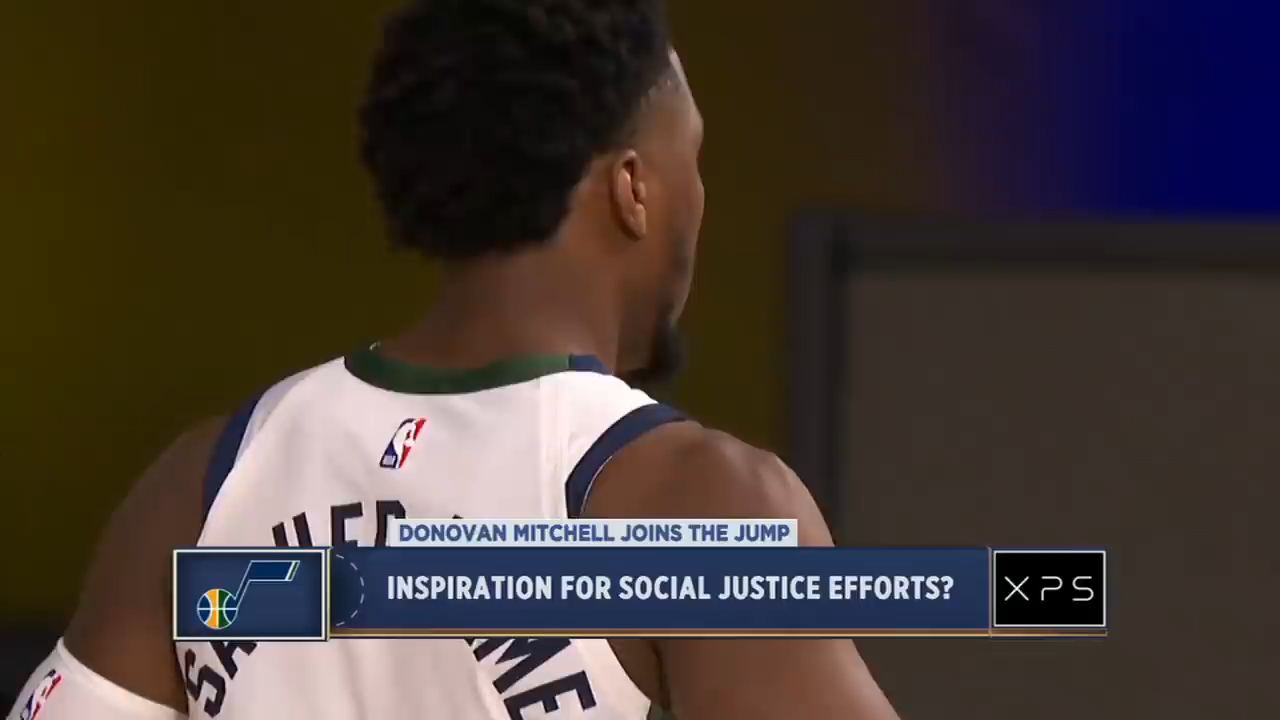 DONOVAN MITCHELL JOINS THE JUMP
INSPIRATION FOR SOCIAL JUSTICE EFFORTS?
XPS